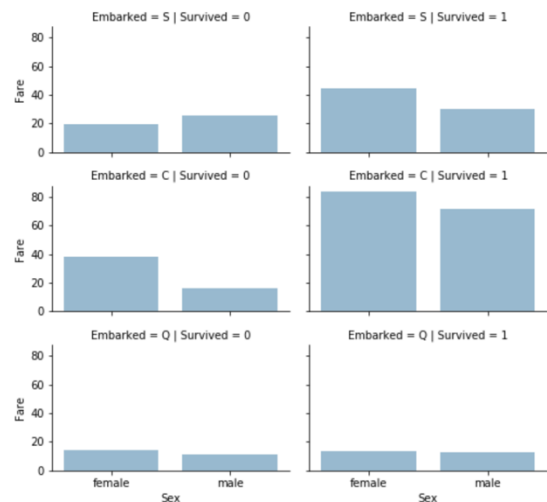 Embarked = S | Survived = 0
Embarked = S | Survived = 1
80
60
40
20
0
Fare
Embarked = C | Survived = 0
Embarked = C | Survived = 1
80
60
40
20
0
Fare
Embarked = Q | Survived = 0
Embarked = Q | Survived = 1
80
60
40
20
0
Fare
female male
Sex
female male
Sex